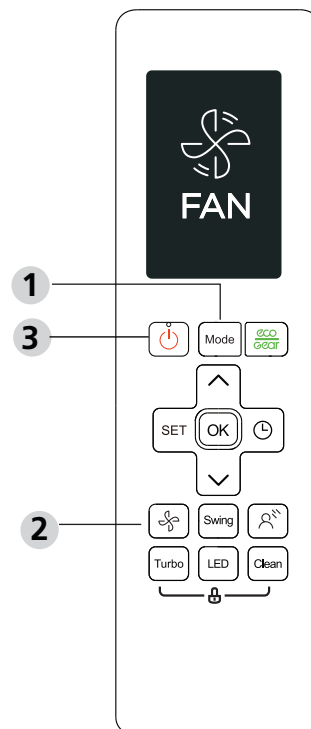 FAN
1
3
Mode
eco
Gear
SET
OK
2
Swing
Turbo
LED
Clean